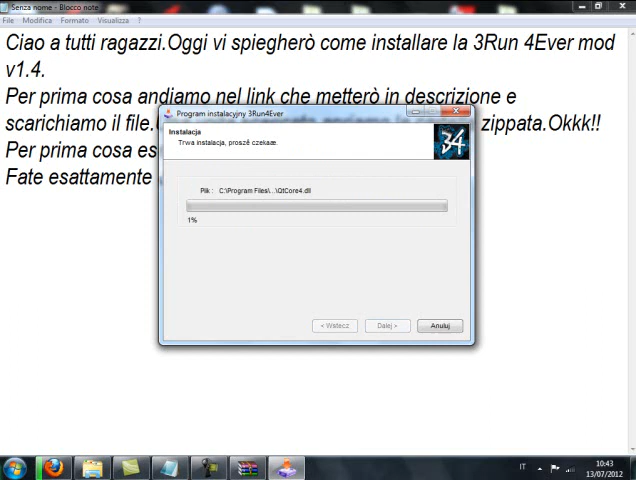 Senza nome - Blocco note
File Modifica Formato Visualizza ?
Ciao a tutti ragazzi.Oggi vi spiegherò come installare la 3Run 4Ever mod
v1.4.
Per prima cosa andiamo nel link che metterò in descrizione e
scarichiamo il file. zippata.Okkk!!
Per prima cosa es
Fate esattamente
Program instalacyjny 3Run4Ever
Instalacja
Trwa instalacja, proszê czekaæ.
34
Plik : C:\Program Files\...\QtCore4.dll
1%
< Wstecz Dalej > Anuluj
IT
10:43
13/07/2012